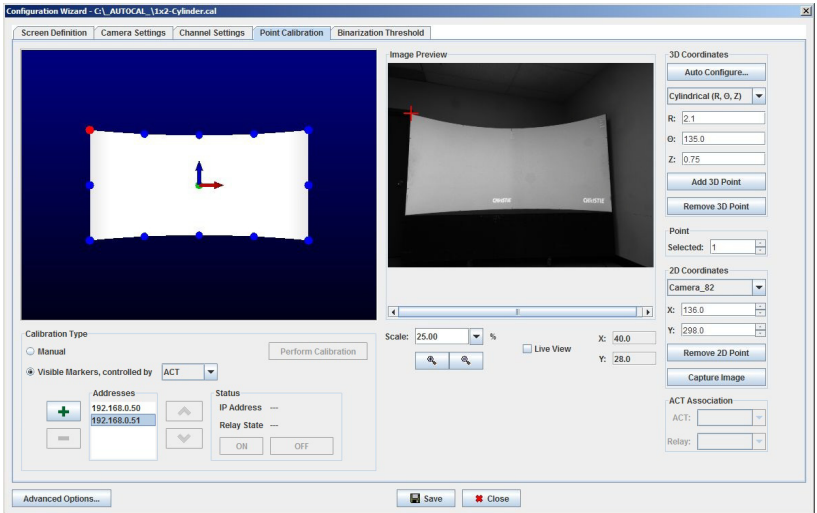 Configuration Wizard - C:\_AUTOCAL_\1x2-Cylinder.cal
Screen Definition Camera Settings Channel Settings Point Calibration Binarization Threshold
Image Preview
CHRISTIE
3D Coordinates
Auto Configure...
Cylindrical (R, Θ, Z)
R: 2.1
Θ: 135.0
Z: 0.75
Add 3D Point
Remove 3D Point
Point
Selected: 1
2D Coordinates
Camera_82
X: 136.0
Y: 298.0
Remove 2D Point
Capture Image
ACT Association
ACT:
Relay:
Scale: 25.00 %
Live View
X: 40.0
Y: 28.0
Calibration Type
Manual
Perform Calibration
Visible Markers, controlled by ACT
Addresses
192.168.0.50
192.168.0.51
Status
IP Address ---
Relay State ---
ON OFF
Advanced Options...
Save Close